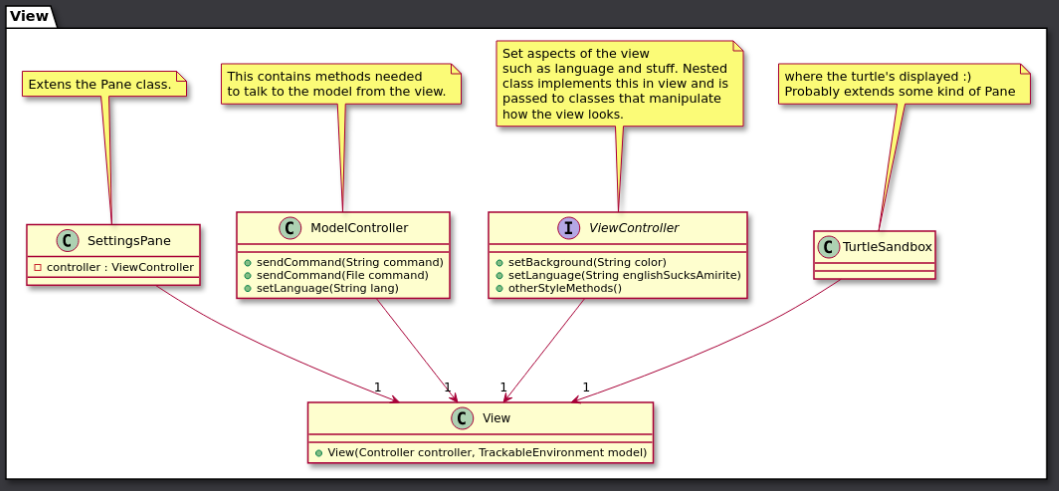 View
Extens the Pane class.
This contains methods needed
to talk to the model from the view.
Set aspects of the view
such as language and stuff. Nested
class implements this in view and is
passed to classes that manipulate
how the view looks.
where the turtle's displayed :)
Probably extends some kind of Pane
C SettingsPane
controller : ViewController
C ModelController
sendCommand(String command)
sendCommand(File command)
setLanguage(String lang)
I ViewController
setBackground(String color)
setLanguage(String englishSucksAmirite)
otherStyleMethods()
C TurtleSandbox
1
1
1
1
C View
View(Controller controller, TrackableEnvironment model)